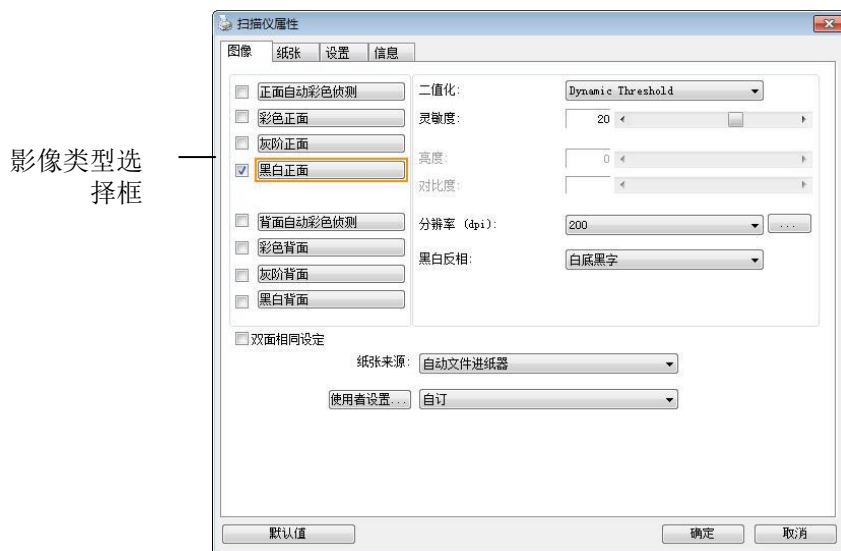 扫描仪属性
图像 纸张 设置 信息
影像类型选
择框
正面自动彩色侦测
彩色正面
灰阶正面
黑白正面
背面自动彩色侦测
彩色背面
灰阶背面
黑白背面
二值化: Dynamic Threshold
灵敏度: 20
亮度: 0
对比度:
分辨率 (dpi): 200 ...
黑白反相: 白底黑字
双面相同设定
纸张来源: 自动文件进纸器
使用者设置... 自订
默认值 确定 取消